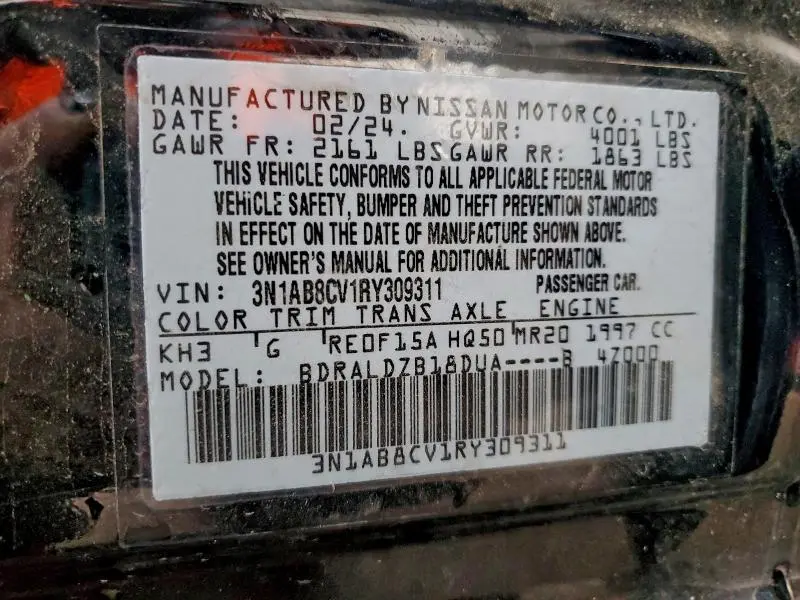 MANUFACTURED BY NISSAN MOTOR CO., LTD.
DATE: 02/24. GVWR: 4001 LBS
GAWR FR: 2161 LBS GAWR RR: 1863 LBS
THIS VEHICLE CONFORMS TO ALL APPLICABLE FEDERAL MOTOR
VEHICLE SAFETY, BUMPER AND THEFT PREVENTION STANDARDS
IN EFFECT ON THE DATE OF MANUFACTURE SHOWN ABOVE.
SEE OWNER'S MANUAL FOR ADDITIONAL INFORMATION.
VIN: 3N1AB8CV1RY309311 PASSENGER CAR.
COLOR TRIM TRANS AXLE ENGINE
KH3 G RE0F15A HQ50 MR20 1997 CC
MODEL: BDRALDZB18DUA----B 4Z000
3N1AB8CV1RY309311